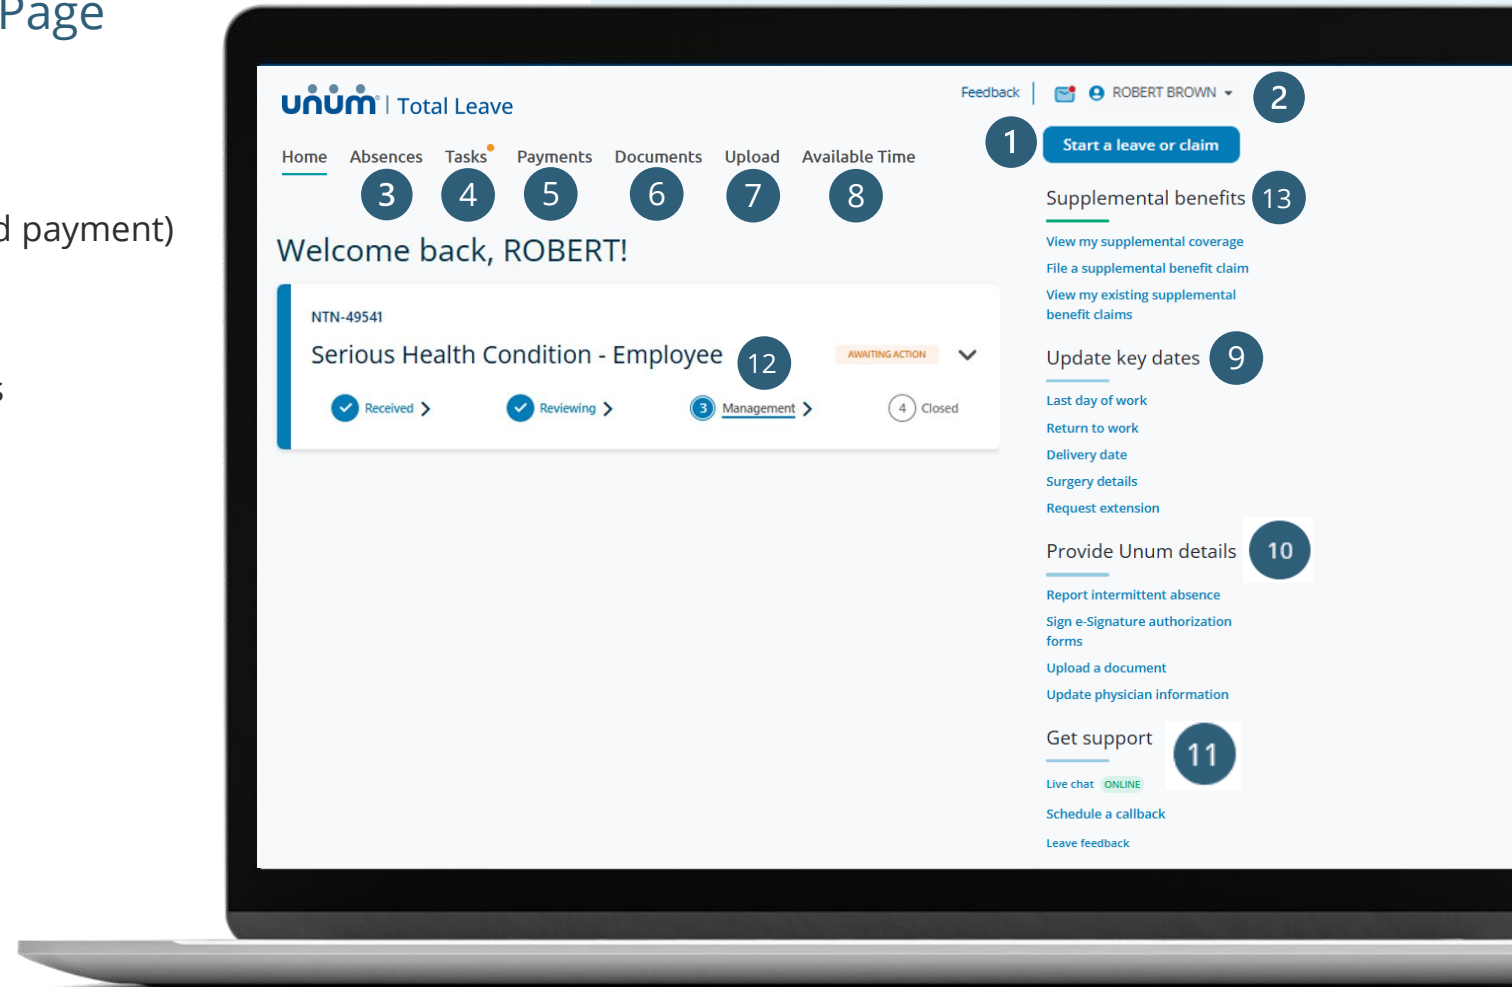 Page
d payment)
s
unum | Total Leave
Feedback
ROBERT BROWN
2
1
Start a leave or claim
Home Absences Tasks Payments Documents Upload Available Time
3 4 5 6 7 8
Welcome back, ROBERT!
NTN-49541
Serious Health Condition - Employee
12
AWAITING ACTION
Received
Reviewing
3 Management
4 Closed
Supplemental benefits
13
View my supplemental coverage
File a supplemental benefit claim
View my existing supplemental
benefit claims
Update key dates
9
Last day of work
Return to work
Delivery date
Surgery details
Request extension
Provide Unum details
10
Report intermittent absence
Sign e-Signature authorization
forms
Upload a document
Update physician information
Get support
11
Live chat ONLINE
Schedule a callback
Leave feedback